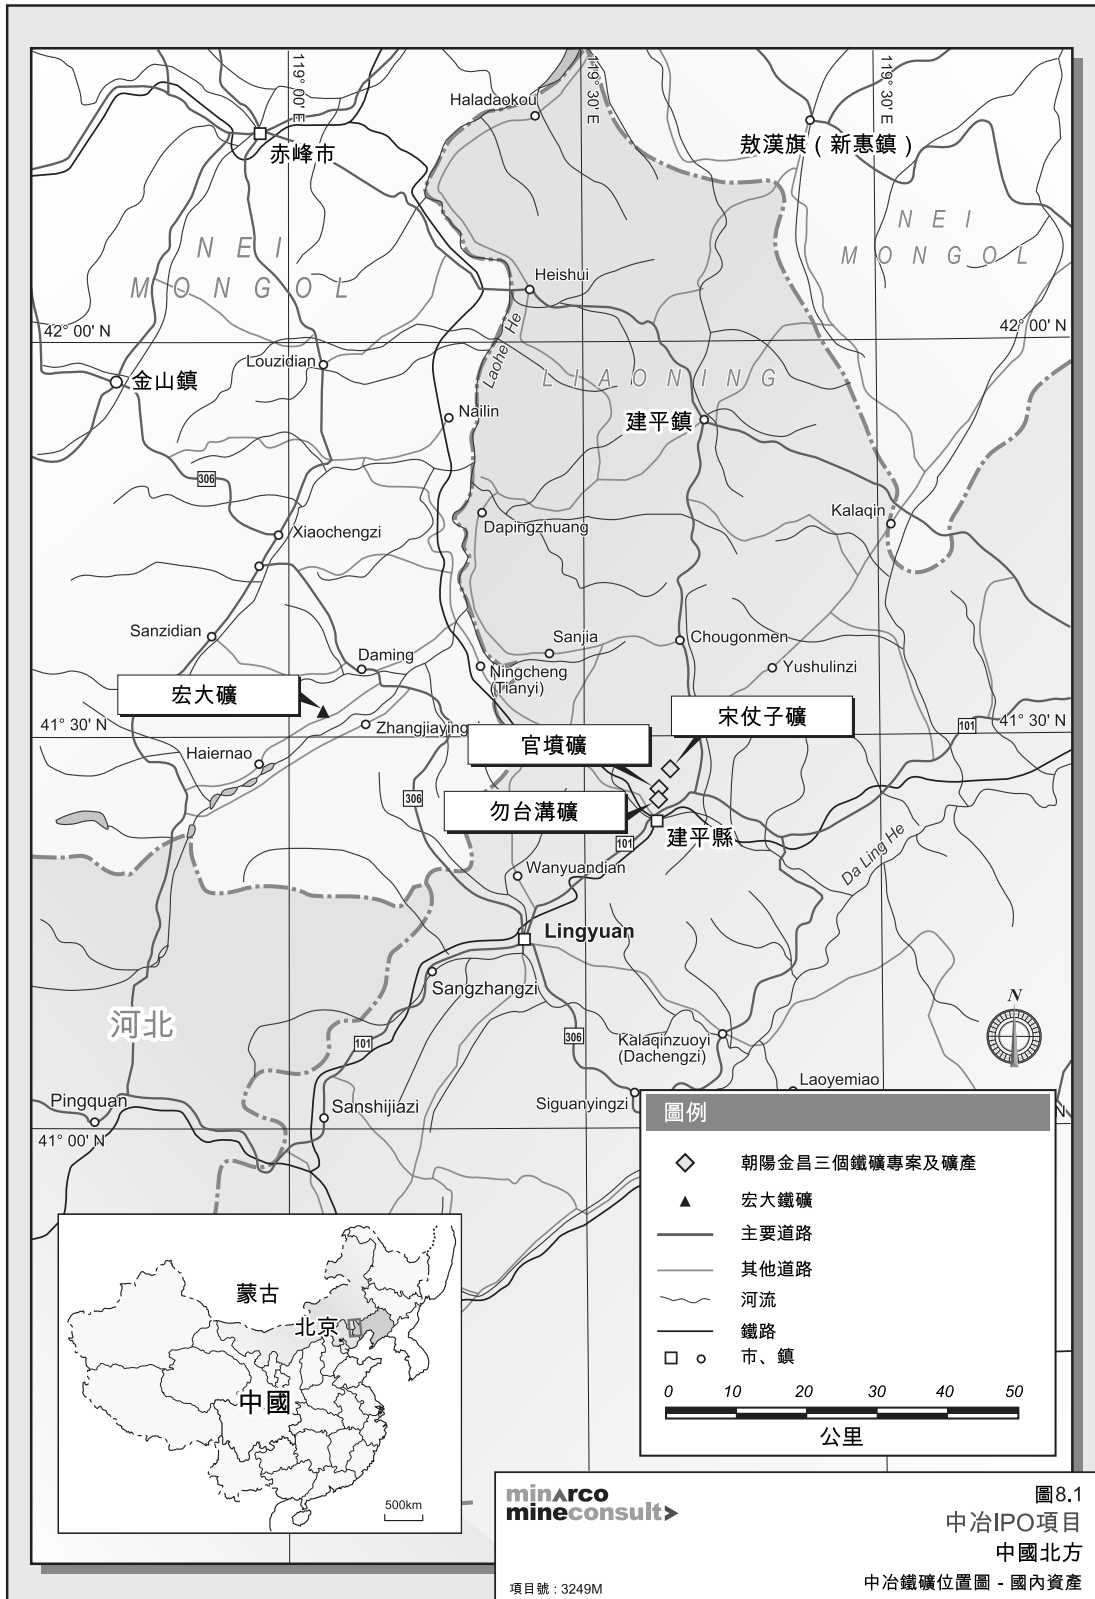 119° 00' E
119° 30' E
119° 30' E
Haladaokou
赤峰市
敖漢旗（新惠鎮）
NEI MONGOL
NEI MONGOL
Heishui
42° 00' N
42° 00' N
Laohe He
Louzidian
LIAONING
金山鎮
Nailin
建平鎮
306
Xiaochengzi
Dapingzhuang
Kalaqin
Sanzidian
Sanjia
Chougonmen
Daming
Ningcheng
(Tianyi)
Yushulinzi
宏大礦
宋仗子礦
41° 30' N
41° 30' N
Zhangjiaying
101
官墳礦
Haiernao
306
勿台溝礦
建平縣
101
Da Ling He
Wanyuandian
Lingyuan
Sangzhangzi
河北
N
101
306
Kalaqinzuoyi
(Dachengzi)
Laoyemiao
Pingquan
Sanshijiazi
Siguanyingzi
41° 00' N
N
圖例
朝陽金昌三個鐵礦專案及礦產
宏大鐵礦
主要道路
其他道路
河流
鐵路
市、鎮
0 10 20 30 40 50
公里
蒙古
北京
中國
500km
minarco
mineconsult
項目號 : 3249M
圖8.1
中冶IPO項目
中國北方
中冶鐵礦位置圖 - 國內資產